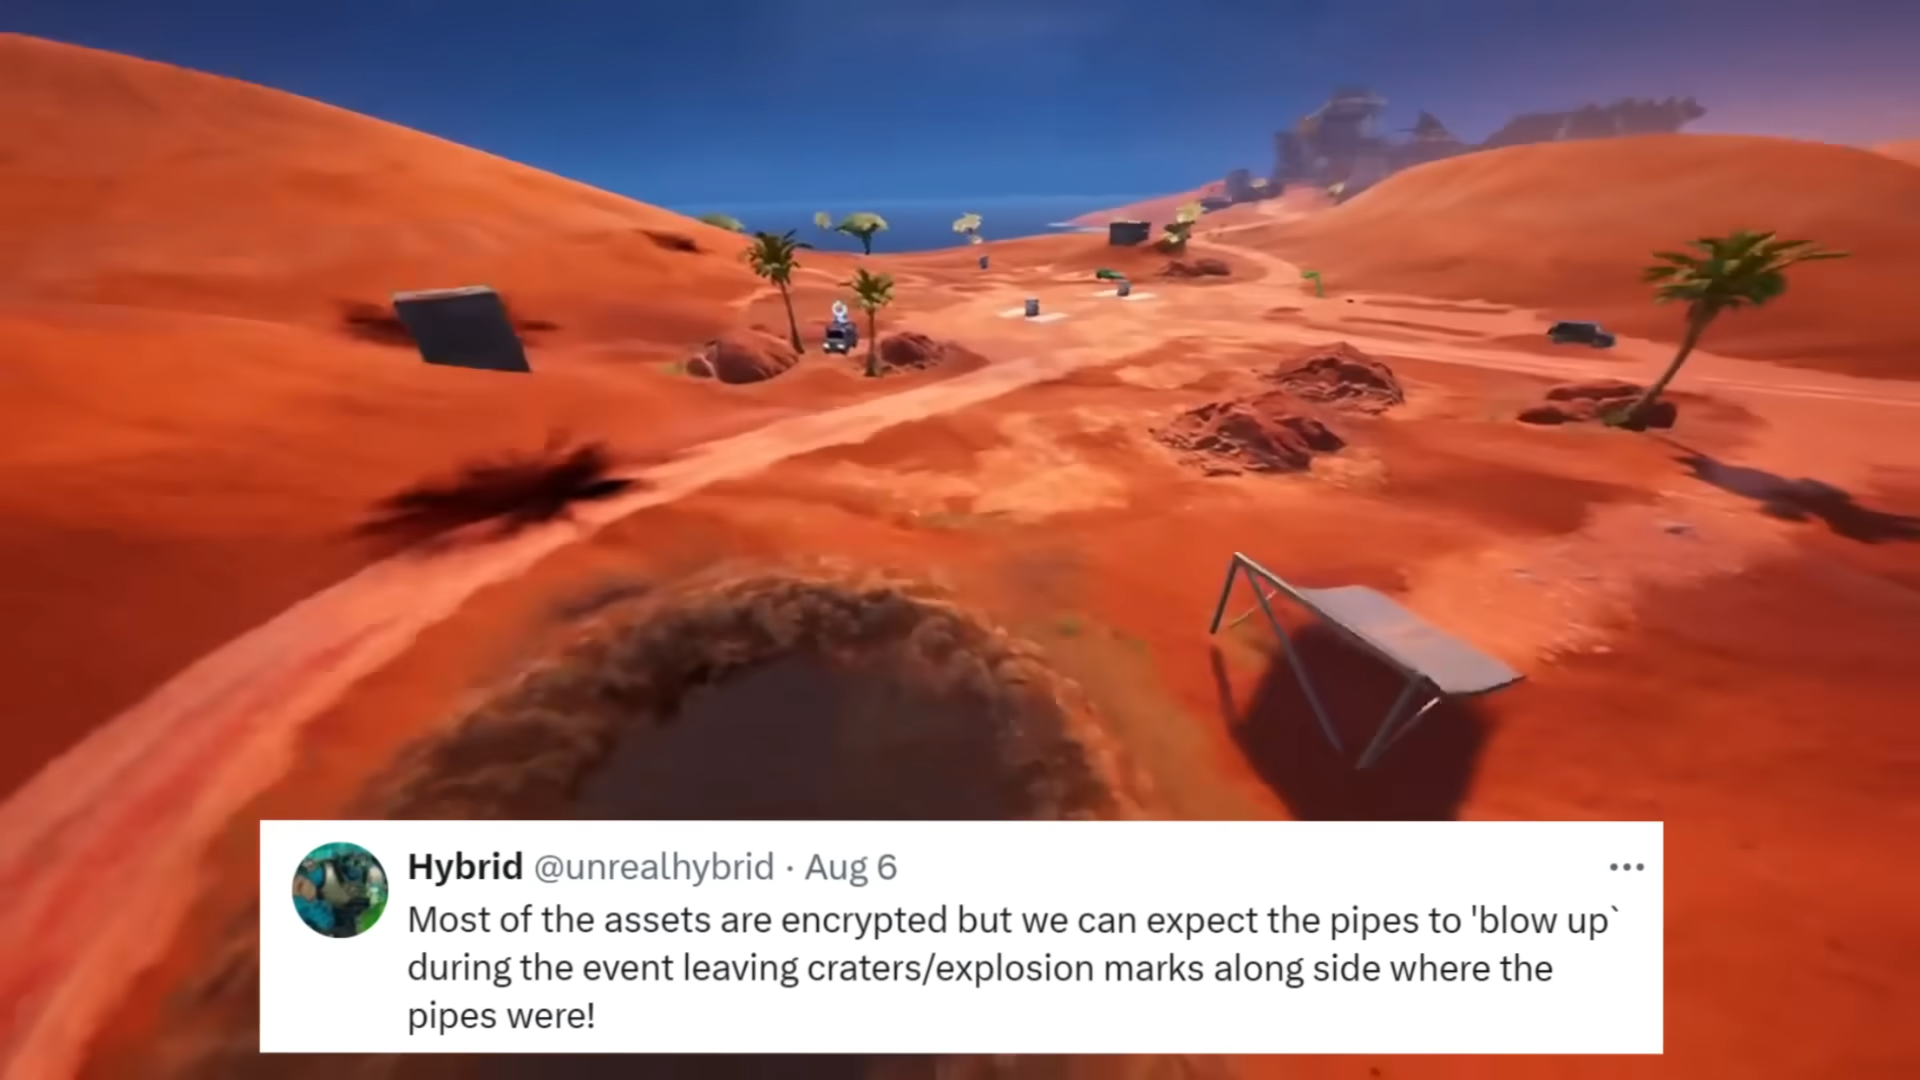 Hybrid @unrealhybrid · Aug 6
Most of the assets are encrypted but we can expect the pipes to 'blow up`
during the event leaving craters/explosion marks along side where the
pipes were!